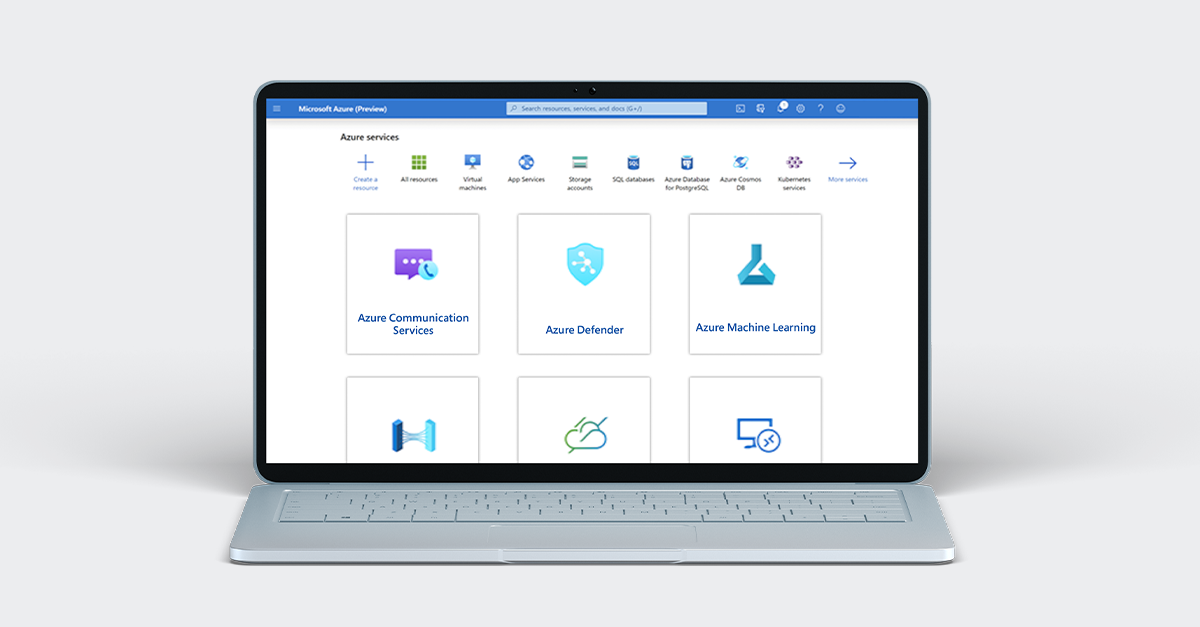 Microsoft Azure (Preview)
Search resources, services, and docs (G+/)
Azure services
Create a
resource
All resources
Virtual
machines
App Services
Storage
accounts
SQL
SQL databases
Azure Database
for PostgreSQL
Azure Cosmos
DB
Kubernetes
services
More services
Azure Communication
Services
Azure Defender
Azure Machine Learning